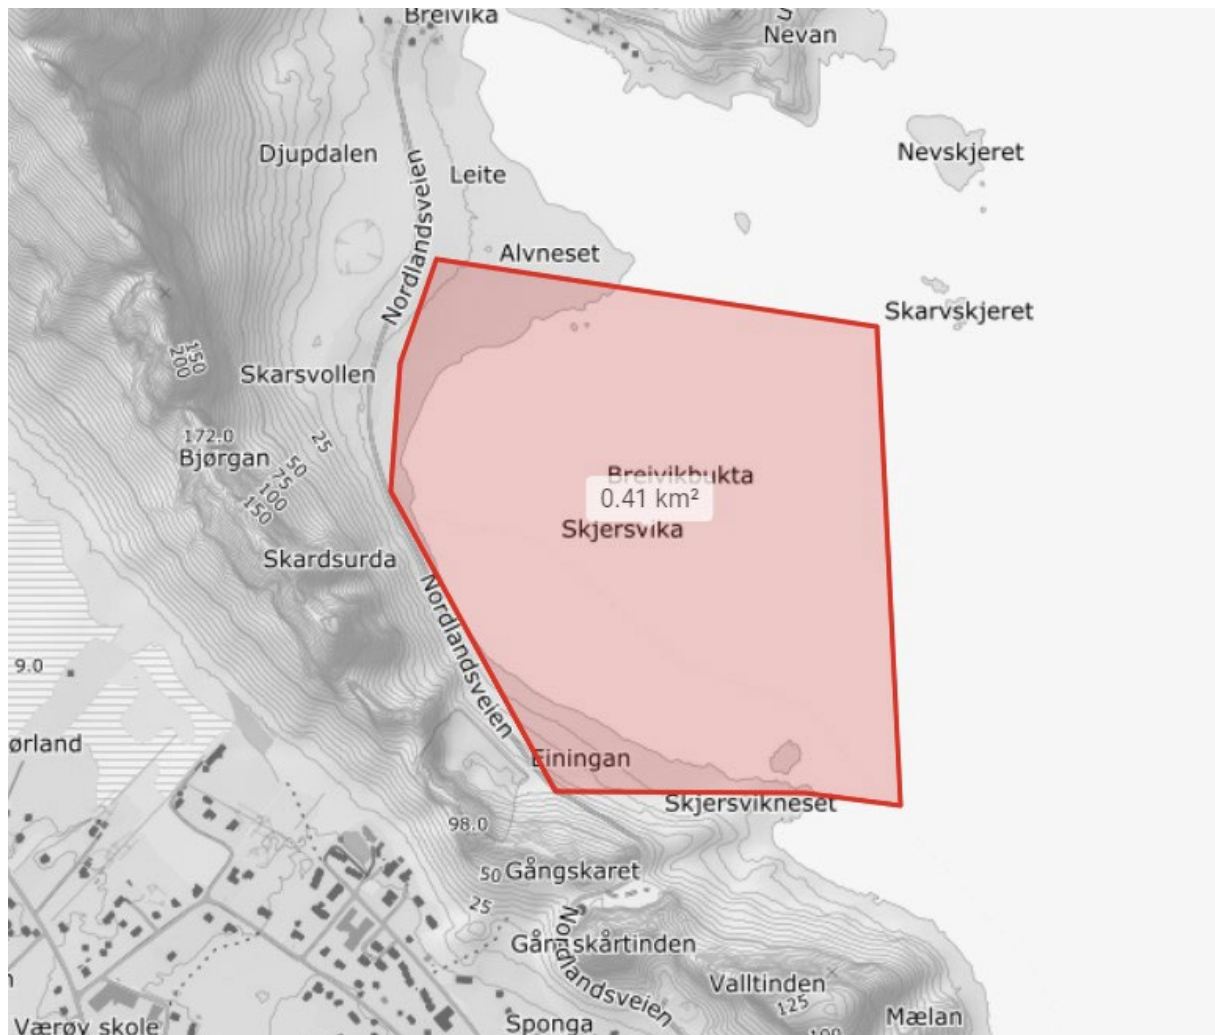 Breivika
Nevan
Djupdalen
Nevskjeret
Leite
Nordlandsveien
Alvneset
Skarvskjeret
150
200
Skarsvollen
172.0
25
Bjørgan
50
75
100
150
Breivikbukta
0.41 km²
Skjersvika
Skardsurda
Nordlandsveien
9.0
ørland
Einingan
Skjersvikneset
98.0
50
Gångskaret
25
Nordlandsveien
Gångskårtinden
Valltinden
125
Mælan
Værøy skole
Sponga
100